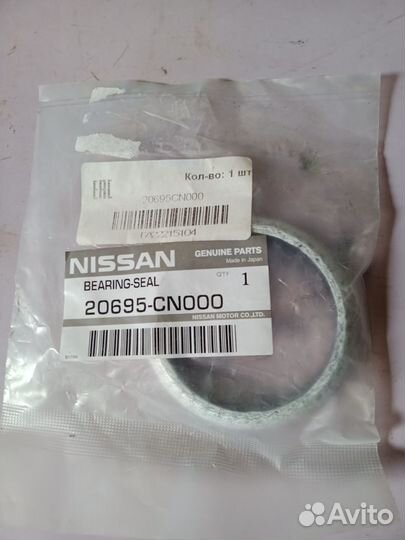 Кол-во: 1 шт
20695CN000
NISSAN
GENUINE PARTS
Made in Japan
BEARING-SEAL
QTY 1
20695-CN000
NISSAN MOTOR CO.,LTD.
Avito